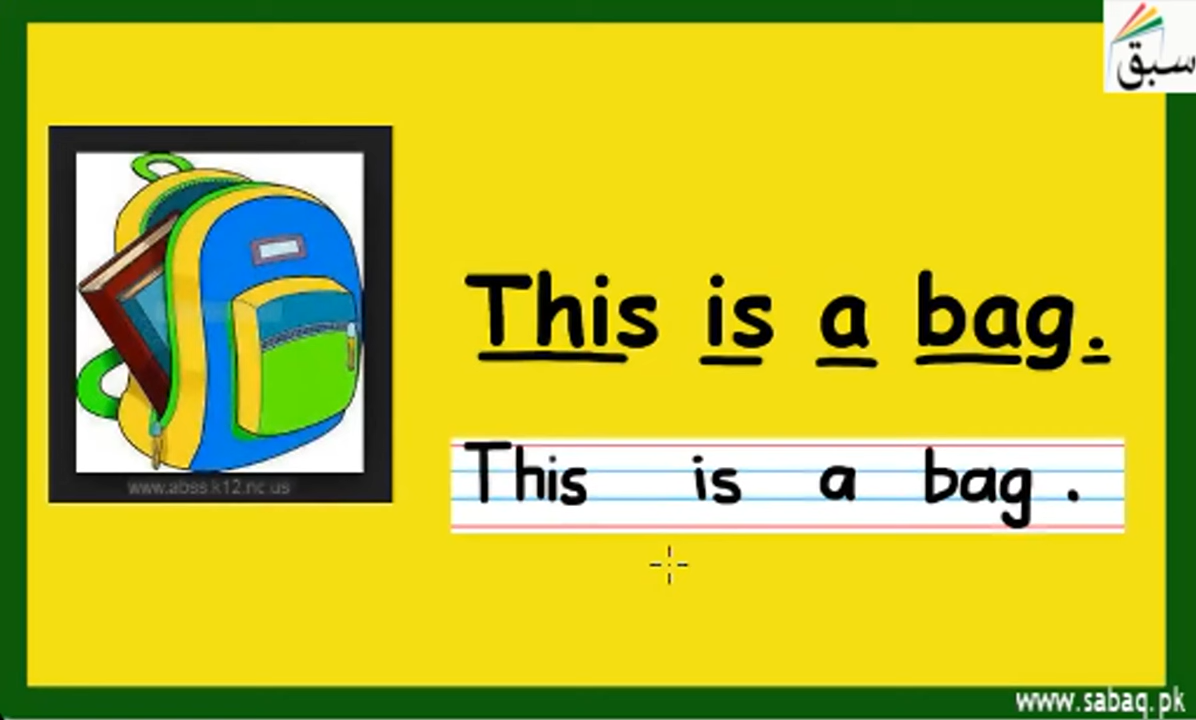 سبق
This is a bag.
This is a bag .
www.abss.k12.nc.us
www.sabaq.pk